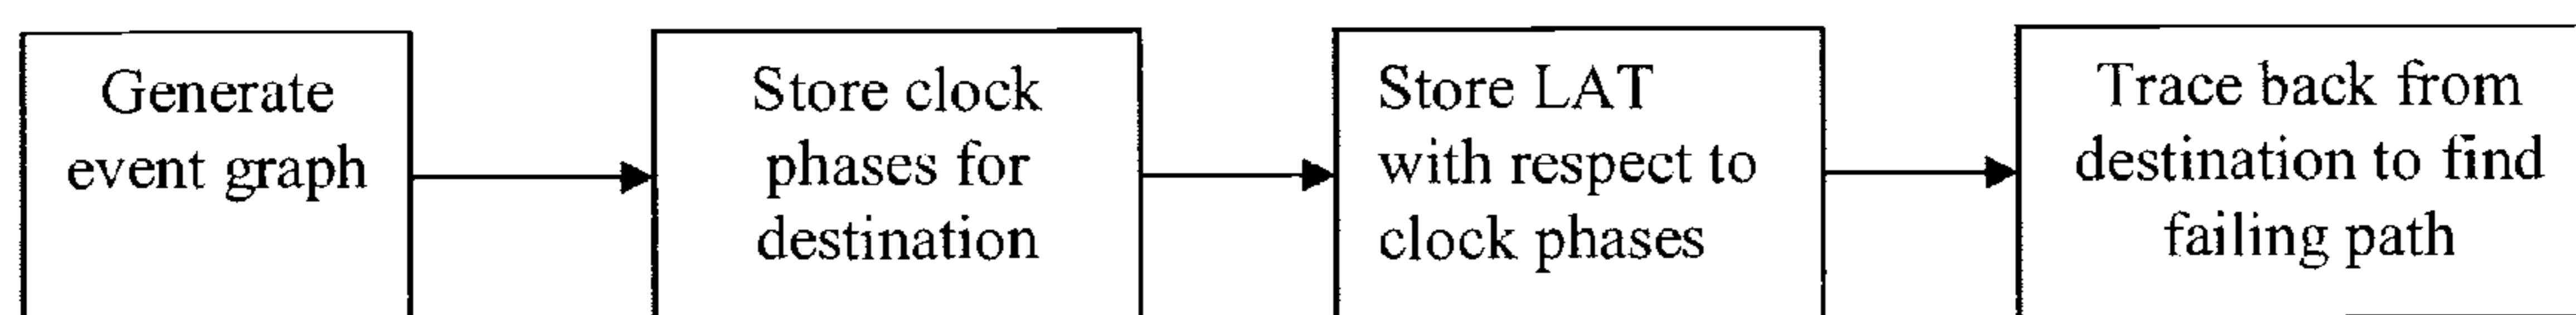 Generate
event graph
Store clock
phases for
destination
Store LAT
with respect to
clock phases
Trace back from
destination to find
failing path